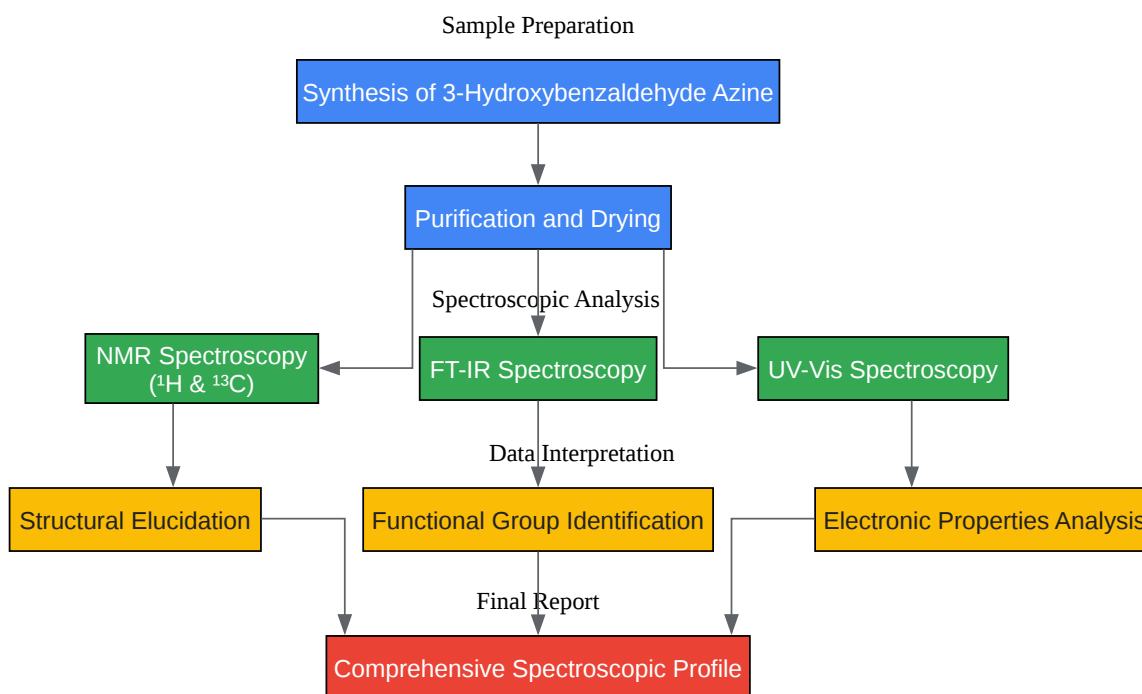 Sample Preparation
Synthesis of 3-Hydroxybenzaldehyde Azine
Purification and Drying
Spectroscopic Analysis
NMR Spectroscopy
(¹H & ¹³C)
FT-IR Spectroscopy
UV-Vis Spectroscopy
Data Interpretation
Structural Elucidation
Functional Group Identification
Electronic Properties Analysis
Final Report
Comprehensive Spectroscopic Profile